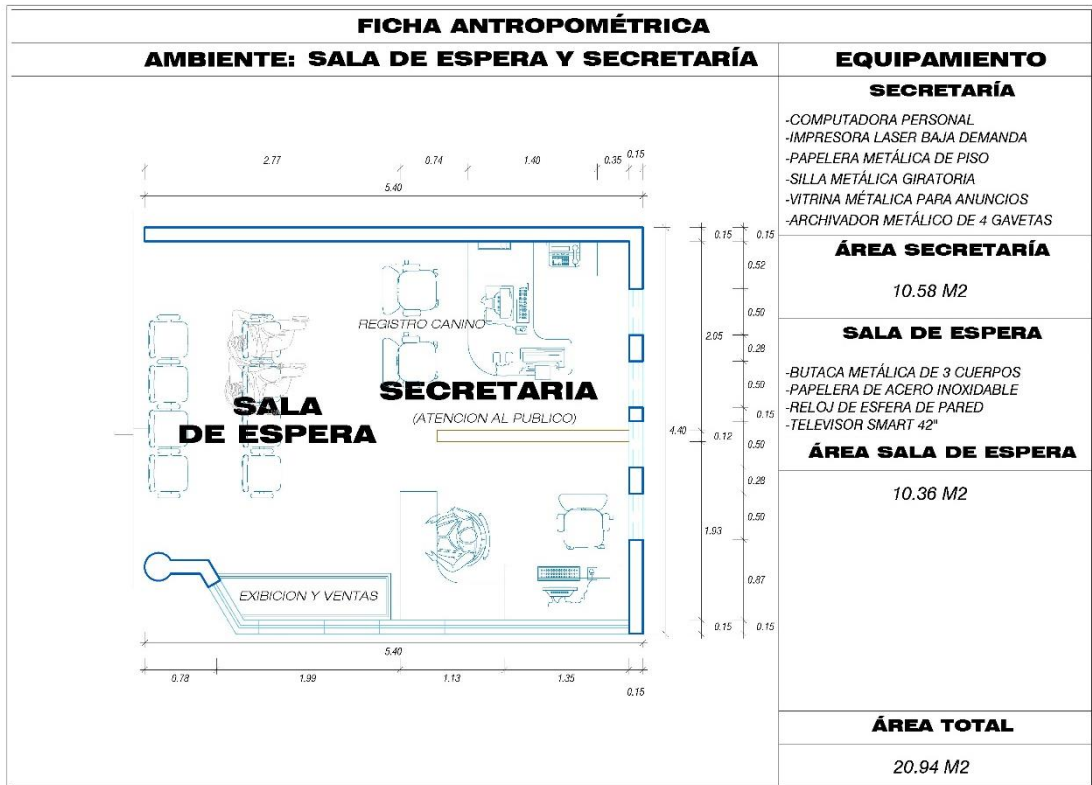 FICHA ANTROPOMÉTRICA
AMBIENTE: SALA DE ESPERA Y SECRETARÍA
EQUIPAMIENTO
SECRETARÍA
-COMPUTADORA PERSONAL
-IMPRESORA LASER BAJA DEMANDA
-PAPELERA METÁLICA DE PISO
-SILLA METÁLICA GIRATORIA
-VITRINA MÉTALICA PARA ANUNCIOS
-ARCHIVADOR METÁLICO DE 4 GAVETAS
ÁREA SECRETARÍA
10.58 M2
SALA DE ESPERA
-BUTACA METÁLICA DE 3 CUERPOS
-PAPELERA DE ACERO INOXIDABLE
-RELOJ DE ESFERA DE PARED
-TELEVISOR SMART 42"
ÁREA SALA DE ESPERA
10.36 M2
ÁREA TOTAL
20.94 M2
2.77 0.74 1.40 0.35 0.15
5.40
REGISTRO CANINO
SECRETARIA
(ATENCION AL PUBLICO)
SALA
DE ESPERA
EXIBICION Y VENTAS
0.15 0.15
0.52
0.50
2.05
0.28
0.50
0.15
4.40 0.12
0.50
0.28
0.50
1.93
0.87
0.15 0.15
5.40
0.78 1.99 1.13 1.35
0.15